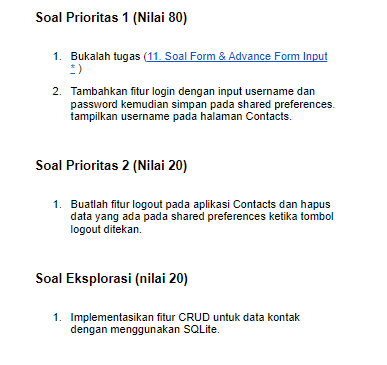 Soal Prioritas 1 (Nilai 80)
1. Bukalah tugas (11. Soal Form & Advance Form Input
* )
2. Tambahkan fitur login dengan input username dan
password kemudian simpan pada shared preferences.
tampilkan username pada halaman Contacts.
Soal Prioritas 2 (Nilai 20)
1. Buatlah fitur logout pada aplikasi Contacts dan hapus
data yang ada pada shared preferences ketika tombol
logout ditekan.
Soal Eksplorasi (nilai 20)
1. Implementasikan fitur CRUD untuk data kontak
dengan menggunakan SQLite.